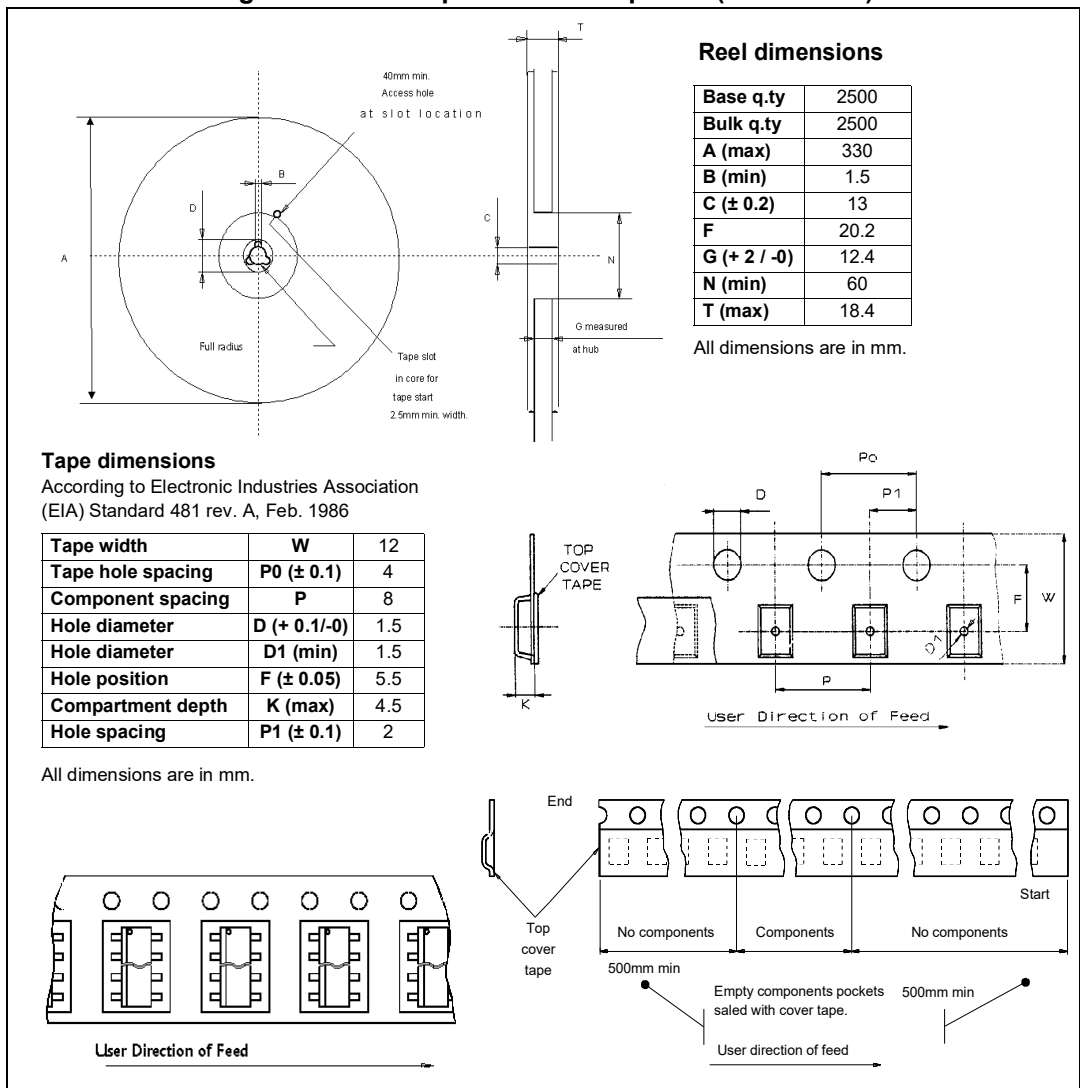 T
Reel dimensions
40mm min.
Access hole
at slot location
Base q.ty 2500
Bulk q.ty 2500
A (max) 330
B (min) 1.5
C (± 0.2) 13
F 20.2
G (+ 2 / -0) 12.4
N (min) 60
T (max) 18.4
All dimensions are in mm.
B
D
C
A
N
G measured
at hub
Full radius
Tape slot
in core for
tape start
2.5mm min. width.
Tape dimensions
According to Electronic Industries Association
(EIA) Standard 481 rev. A, Feb. 1986
Tape width W 12
Tape hole spacing P0 (± 0.1) 4
Component spacing P 8
Hole diameter D (+ 0.1/-0) 1.5
Hole diameter D1 (min) 1.5
Hole position F (± 0.05) 5.5
Compartment depth K (max) 4.5
Hole spacing P1 (± 0.1) 2
All dimensions are in mm.
Po
D
P1
TOP
COVER
TAPE
F
W
D1
K
P
User Direction of Feed
End
Start
Top
cover
tape
No components
Components
No components
500mm min
Empty components pockets
saled with cover tape.
500mm min
User direction of feed
User Direction of Feed